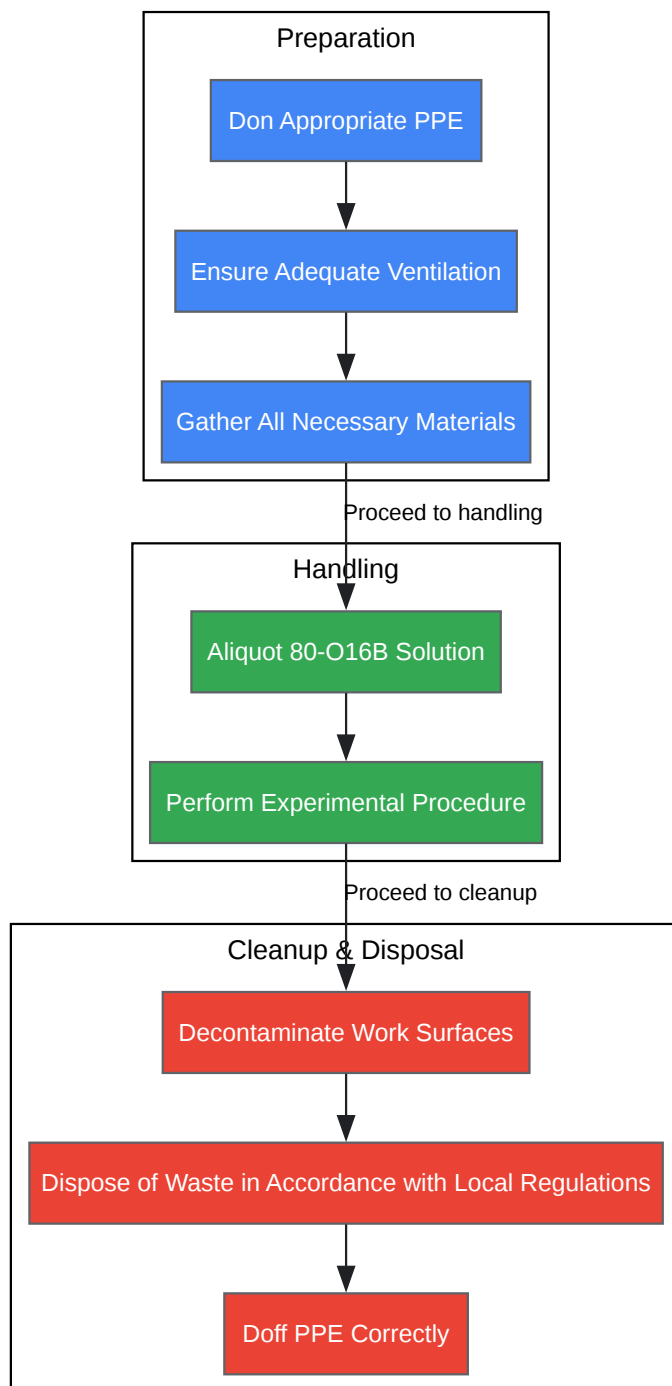 Preparation
Don Appropriate PPE
Ensure Adequate Ventilation
Gather All Necessary Materials
Proceed to handling
Handling
Aliquot 80-O16B Solution
Perform Experimental Procedure
Proceed to cleanup
Cleanup & Disposal
Decontaminate Work Surfaces
Dispose of Waste in Accordance with Local Regulations
Doff PPE Correctly